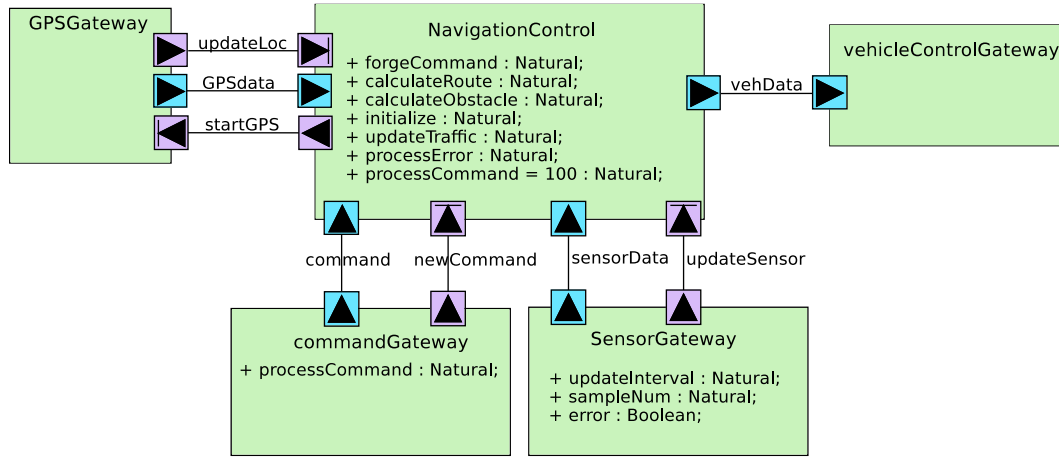 GPSGateway
updateLoc
GPSdata
startGPS
NavigationControl
+ forgeCommand : Natural;
+ calculateRoute : Natural;
+ calculateObstacle : Natural;
+ initialize : Natural;
+ updateTraffic : Natural;
+ processError : Natural;
+ processCommand = 100 : Natural;
vehData
vehicleControlGateway
command
newCommand
sensorData
updateSensor
commandGateway
+ processCommand : Natural;
SensorGateway
+ updateInterval : Natural;
+ sampleNum : Natural;
+ error : Boolean;